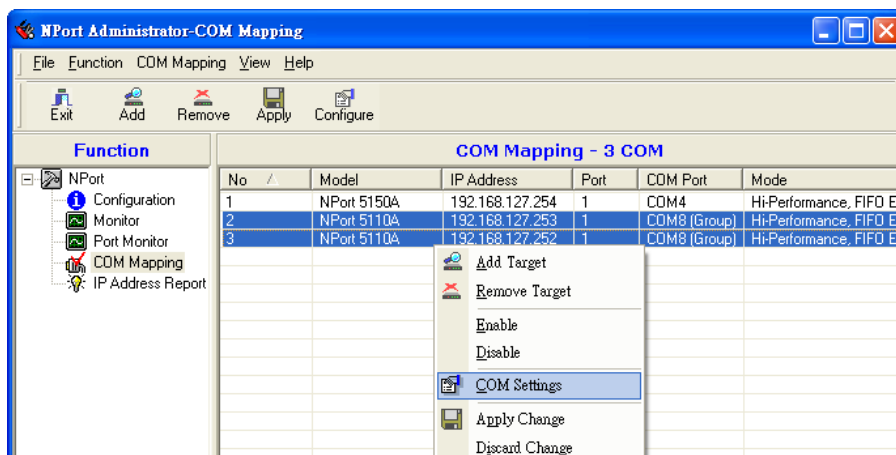 NPort Administrator-COM Mapping
File Function COM Mapping View Help
Exit Add Remove Apply Configure
Function
COM Mapping - 3 COM
NPort
Configuration
Monitor
Port Monitor
COM Mapping
IP Address Report
No Model IP Address Port COM Port Mode
1 NPort 5150A 192.168.127.254 1 COM4 Hi-Performance, FIFO E
2 NPort 5110A 192.168.127.253 1 COM8 (Group) Hi-Performance, FIFO E
3 NPort 5110A 192.168.127.252 1 COM8 (Group) Hi-Performance, FIFO E
Add Target
Remove Target
Enable
Disable
COM Settings
Apply Change
Discard Change